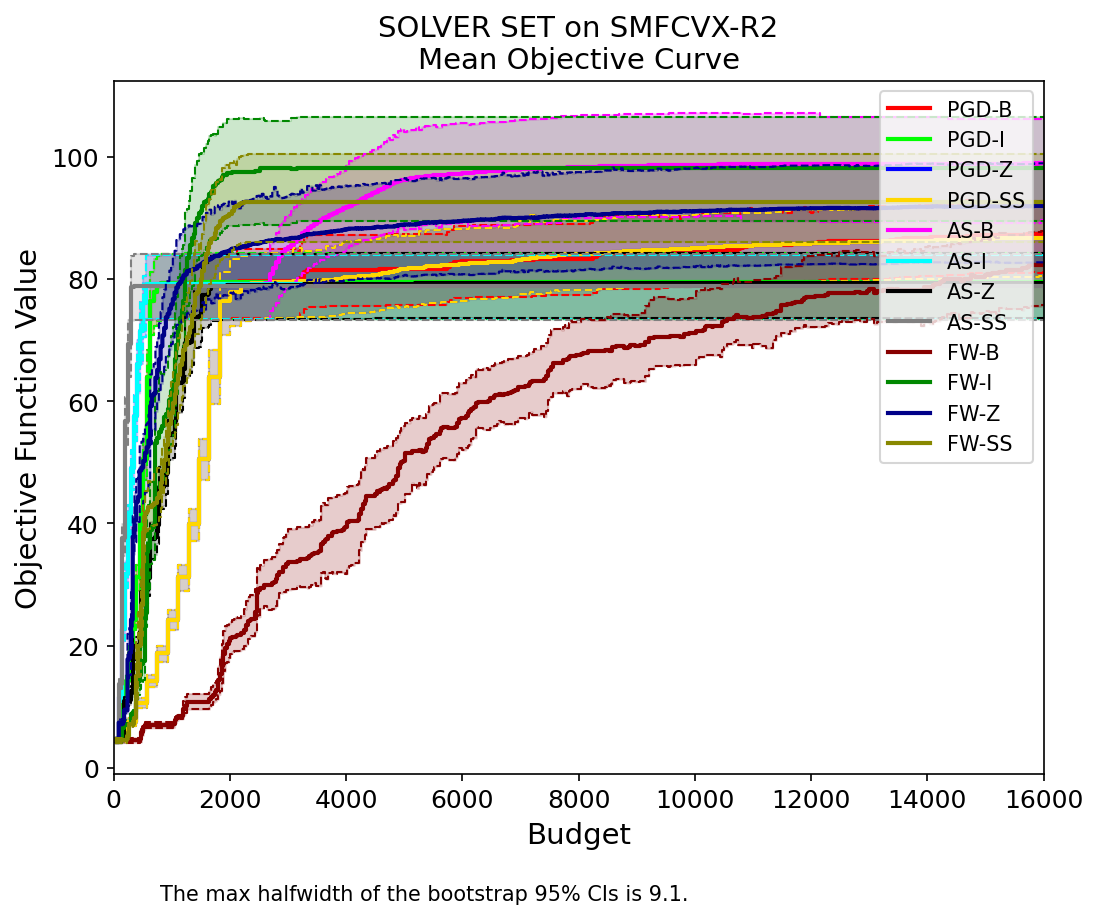 SOLVER SET on SMFCVX-R2
Mean Objective Curve
Objective Function Value
100
80
60
40
20
0
0 2000 4000 6000 8000 10000 12000 14000 16000
Budget
PGD-B
PGD-I
PGD-Z
PGD-SS
AS-B
AS-I
AS-Z
AS-SS
FW-B
FW-I
FW-Z
FW-SS
The max halfwidth of the bootstrap 95% CIs is 9.1.